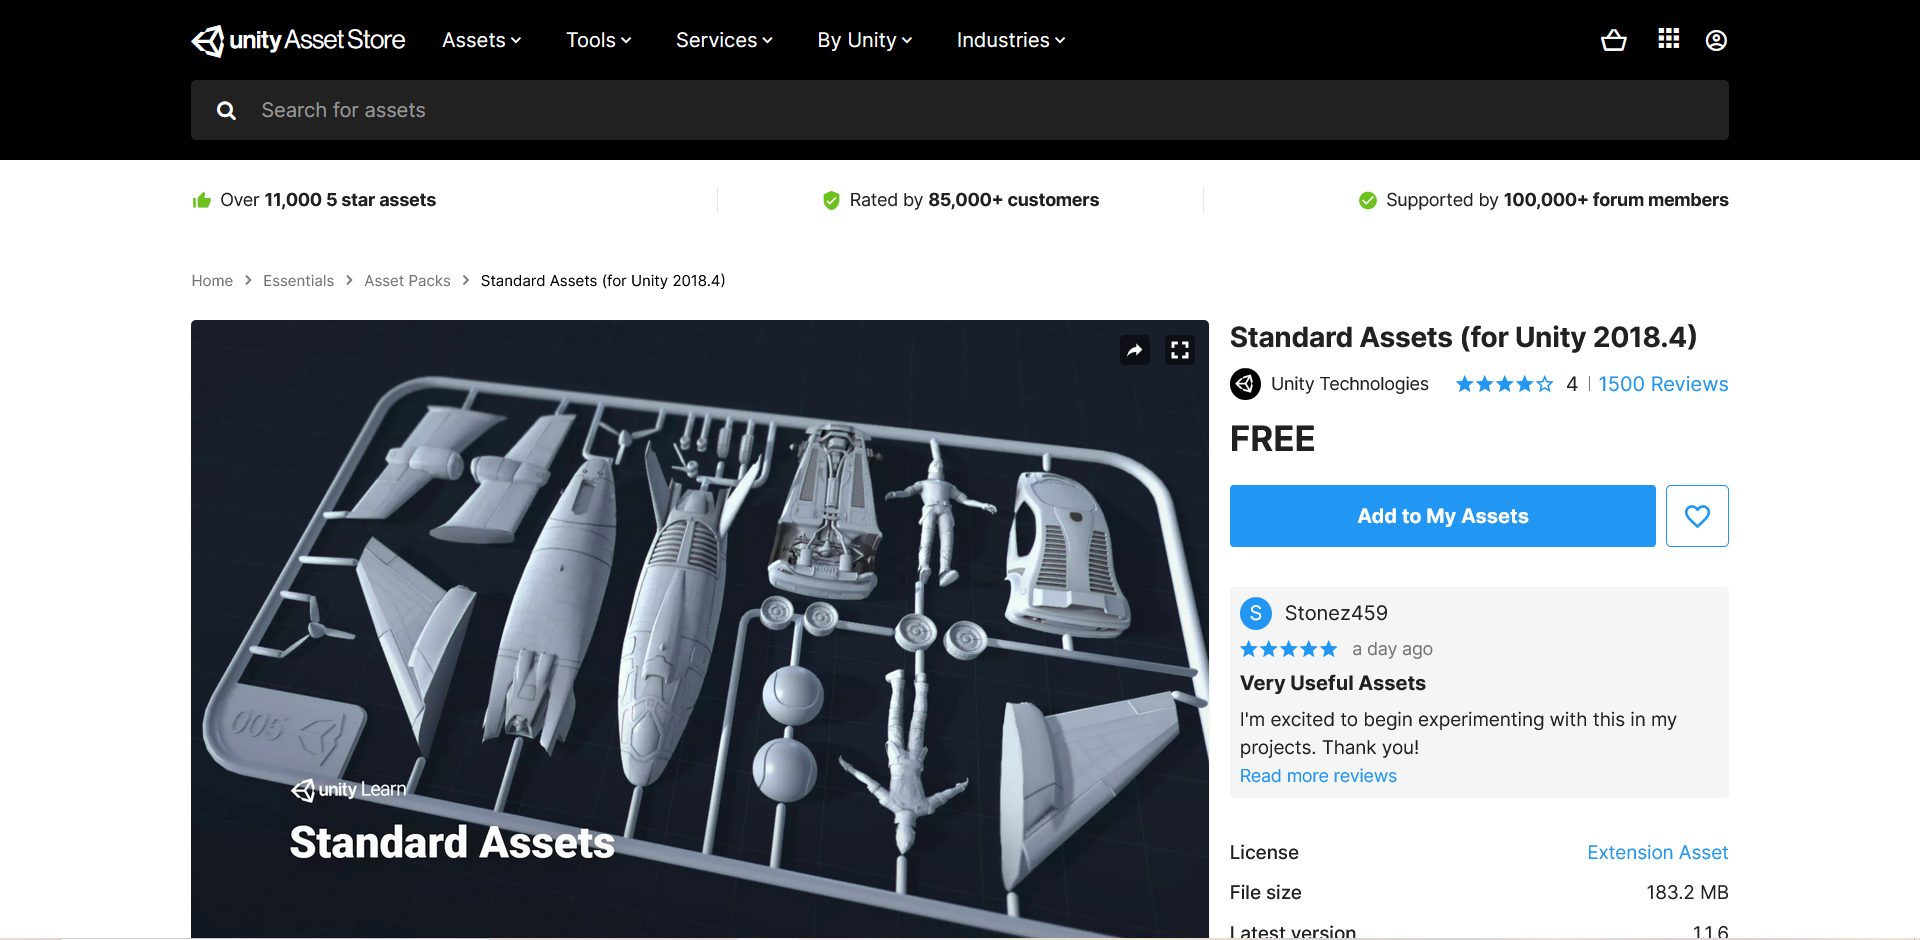 unity Asset Store Assets Tools Services By Unity Industries
Search for assets
Over 11,000 5 star assets
Rated by 85,000+ customers
Supported by 100,000+ forum members
Home > Essentials > Asset Packs > Standard Assets (for Unity 2018.4)
005
unity Learn
Standard Assets
Standard Assets (for Unity 2018.4)
Unity Technologies 4 | 1500 Reviews
FREE
Add to My Assets
S Stonez459
a day ago
Very Useful Assets
I'm excited to begin experimenting with this in my
projects. Thank you!
Read more reviews
License Extension Asset
File size 183.2 MB
Latest version 1.1.6